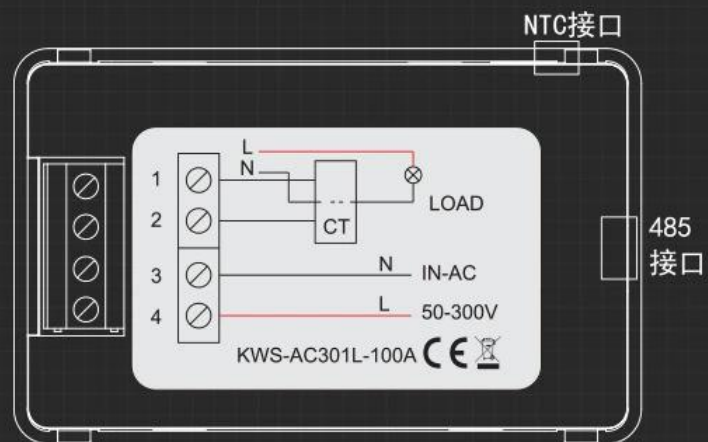 NTC接口
L
N
1
2
CT
LOAD
3
N IN-AC
4
L 50-300V
KWS-AC301L-100A CE
485
接口